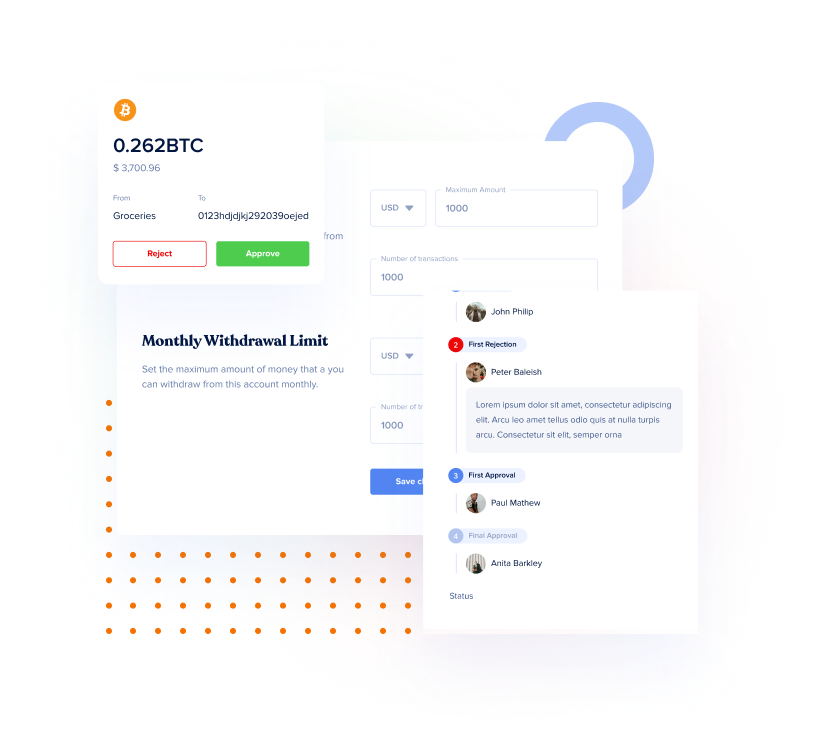 0.262BTC
$ 3,700.96
From
To
Groceries
0123hdjdjkj292039oejed
Reject
Approve
from
USD
Maximum Amount
1000
Number of transactions
1000
Monthly Withdrawal Limit
Set the maximum amount of money that a you
can withdraw from this account monthly.
USD
Number of tr
1000
Save
John Philip
2
First Rejection
Peter Baleish
Lorem ipsum dolor sit amet, consectetur adipiscing
elit. Arcu leo amet tellus odio quis at nulla turpis
arcu. Consectetur sit elit, semper orna
3
First Approval
Paul Mathew
4
Final Approval
Anita Barkley
Status